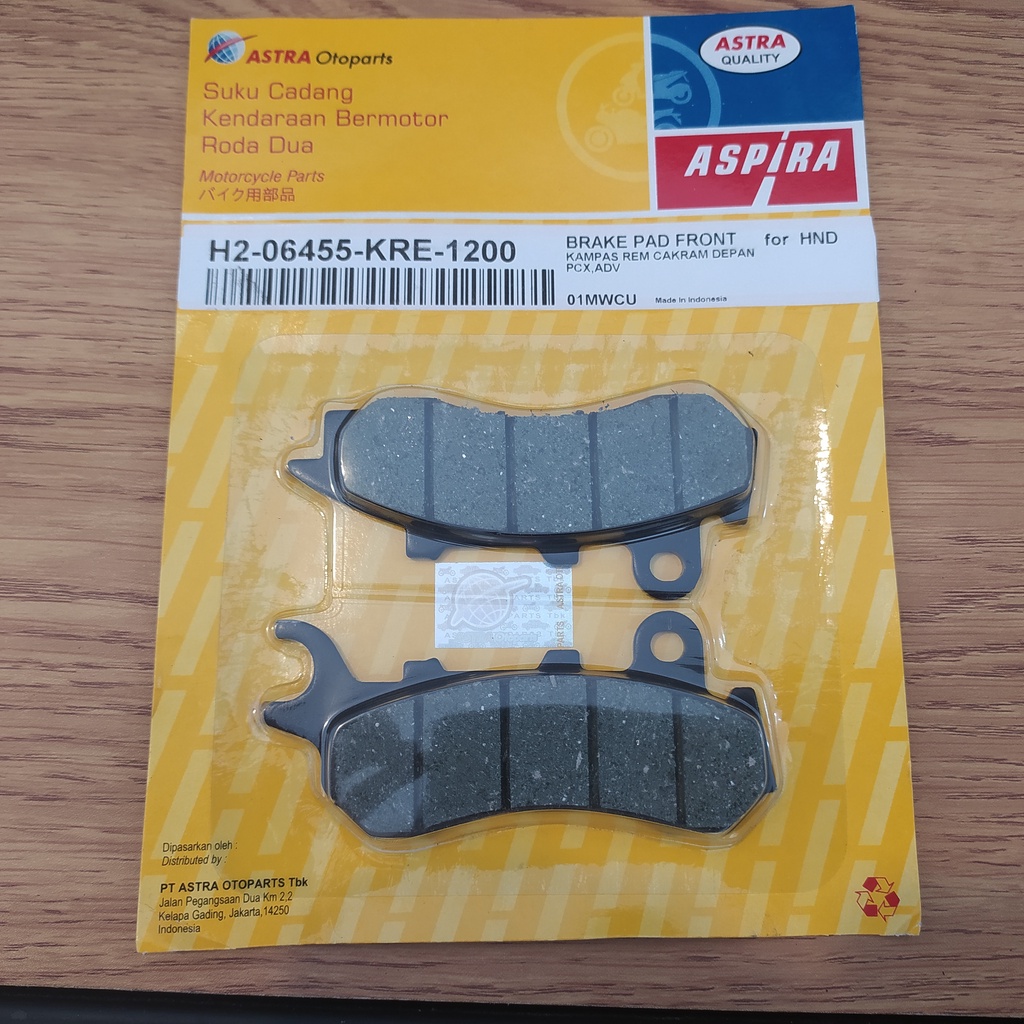 ASTRA Otoparts
Suku Cadang
Kendaraan Bermotor
Roda Dua
Motorcycle Parts
バイク用部品
ASTRA
QUALITY
ASPIRA
H2-06455-KRE-1200
BRAKE PAD FRONT for HND
KAMPAS REM CAKRAM DEPAN
PCX,ADV
01MWCU Made In Indonesia
PARTS ASTRA
Dipasarkan oleh :
Distributed by :
PT ASTRA OTOPARTS Tbk
Jalan Pegangsaan Dua Km 2,2
Kelapa Gading, Jakarta,14250
Indonesia